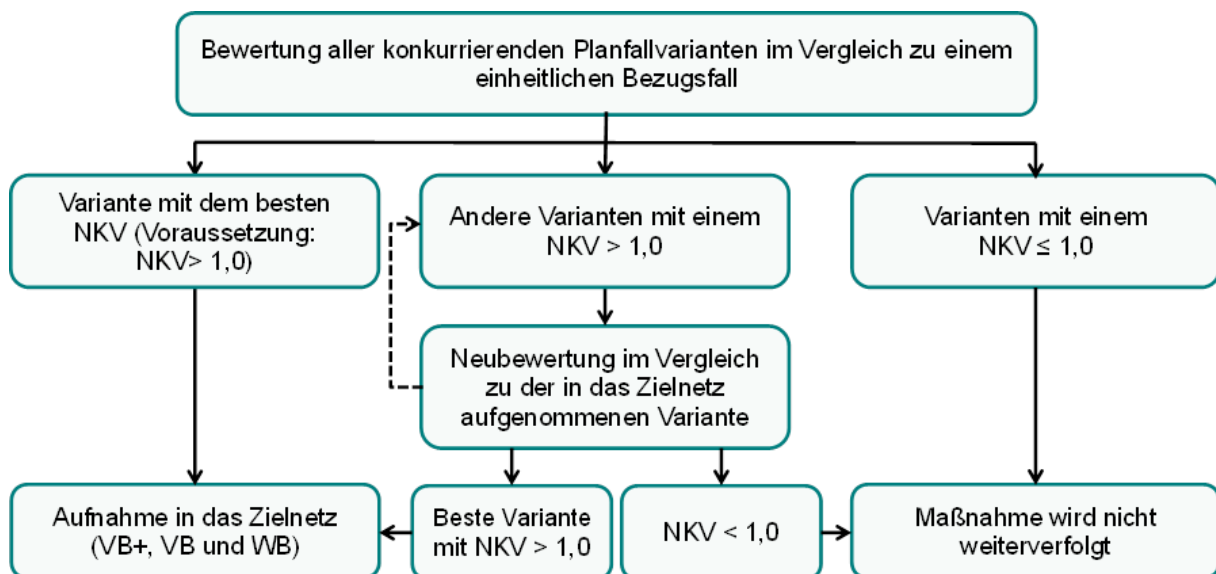 Bewertung aller konkurrierenden Planfallvarianten im Vergleich zu einem
einheitlichen Bezugsfall
Variante mit dem besten
NKV (Voraussetzung:
NKV> 1,0)
Andere Varianten mit einem
NKV > 1,0
Varianten mit einem
NKV ≤ 1,0
Neubewertung im Vergleich
zu der in das Zielnetz
aufgenommenen Variante
Aufnahme in das Zielnetz
(VB+, VB und WB)
Beste Variante
mit NKV > 1,0
NKV < 1,0
Maßnahme wird nicht
weiterverfolgt